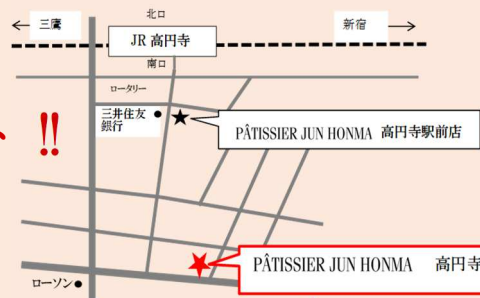 北口
三鷹
新宿
JR 高円寺
南口
ロータリー
三井住友
銀行
PÂTISSIER JUN HONMA 高円寺駅前店
!!
PÂTISSIER JUN HONMA 高円寺
ローソン